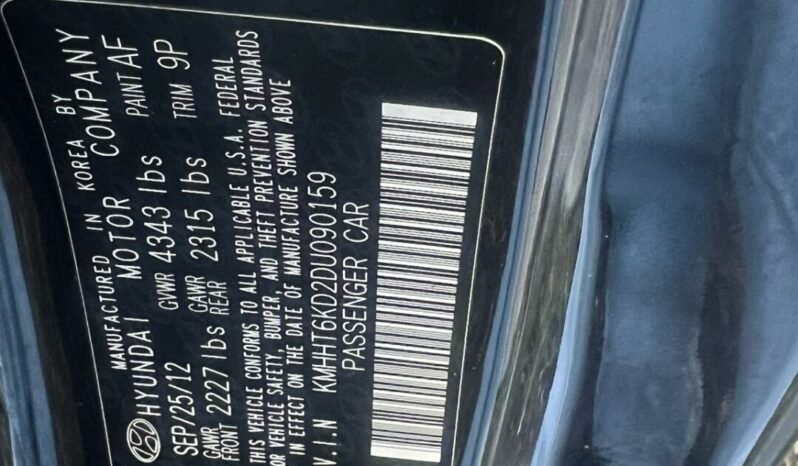 MANUFACTURED IN KOREA BY
HYUNDAI MOTOR COMPANY
SEP/25/12 GVWR 4343 lbs PAINT AF
GAWR FRONT 2227 lbs GAWR REAR 2315 lbs TRIM 9P
THIS VEHICLE CONFORMS TO ALL APPLICABLE U.S.A. FEDERAL
OR VEHICLE SAFETY, BUMPER, AND THEFT PREVENTION STANDARDS
IN EFFECT ON THE DATE OF MANUFACTURE SHOWN ABOVE
V.I.N KMHHT6KD2DU090159
PASSENGER CAR